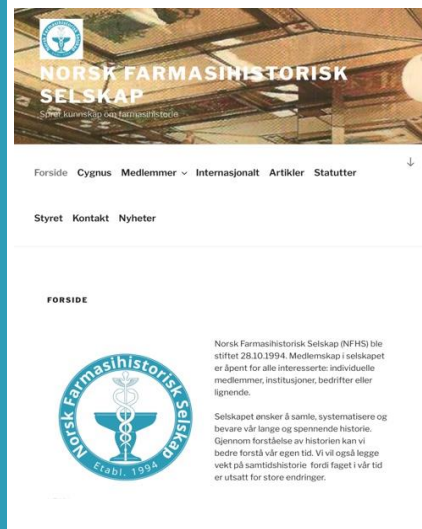 NORSK FARMASIHISTORISK
SELSKAP
Sprer kunnskap om farmasihistorie
Forside Cygnus Medlemmer Internasjonalt Artikler Statutter
Styret Kontakt Nyheter
FORSIDE
Norsk Farmasihistorisk Selskap
Etabl. 1994
Norsk Farmasihistorisk Selskap (NFHS) ble
stiftet 28.10.1994. Medlemskap i selskapet
er åpent for alle interesserte: individuelle
medlemmer, institusjoner, bedrifter eller
lignende.
Selskapet ønsker å samle, systematisere og
bevare vår lange og spennende historie.
Gjennom forståelse av historien kan vi
bedre forstå vår egen tid. Vi vil også legge
vekt på samtidshistorie fordi faget i vår tid
er utsatt for store endringer.